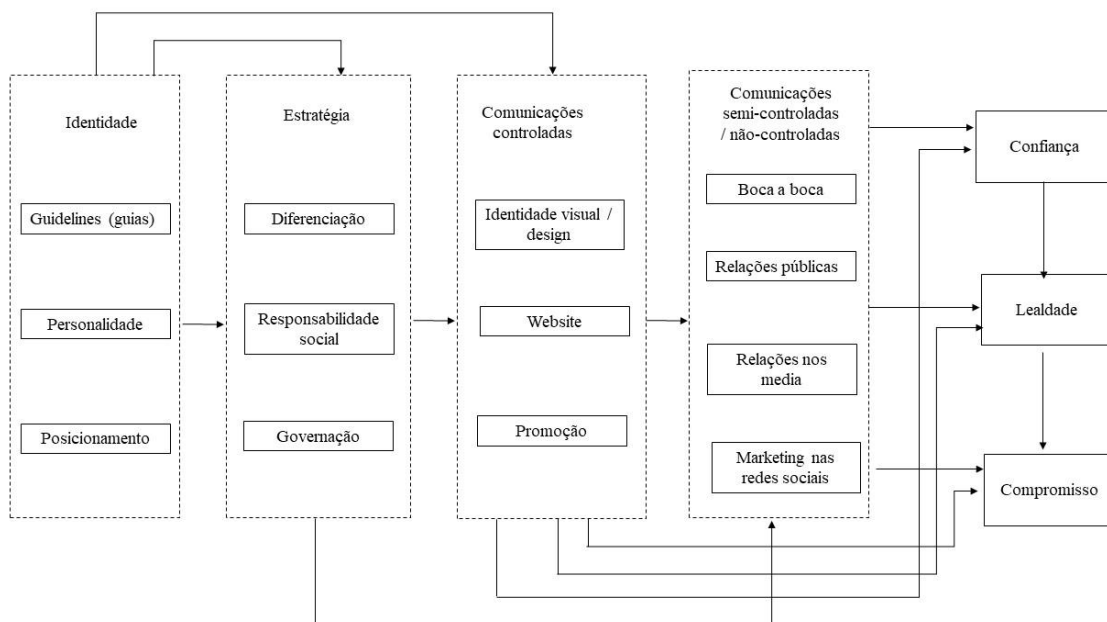 Identidade
Guidelines (guias)
Personalidade
Posicionamento
Estratégia
Diferenciação
Responsabilidade
social
Governação
Comunicações
controladas
Identidade visual /
design
Website
Promoção
Comunicações
semi-controladas
/ não-controladas
Boca a boca
Relações públicas
Relações nos
media
Marketing nas
redes sociais
Confiança
Lealdade
Compromisso